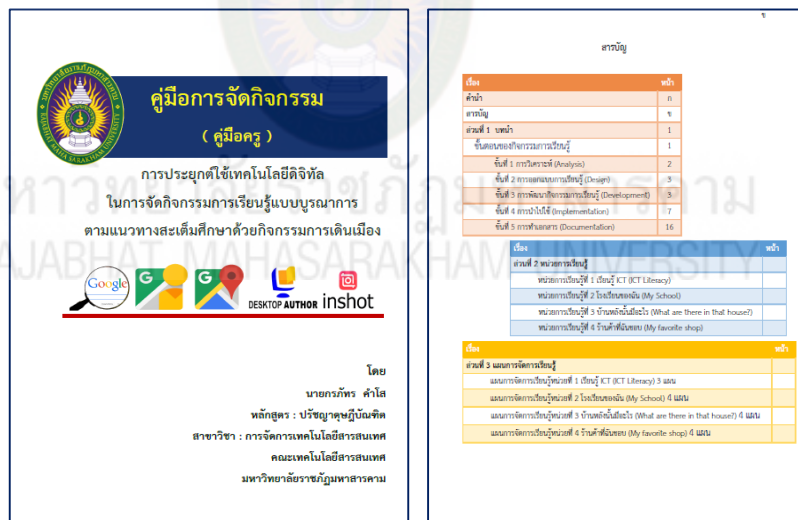 คู่มือการจัดกิจกรรม
( คู่มือครู )
การประยุกต์ใช้เทคโนโลยีดิจิทัล
ในการจัดกิจกรรมการเรียนรู้แบบบูรณาการ
ตามแนวทางสะเต็มศึกษาด้วยกิจกรรมการเดินเมือง
Google
G
G
DESKTOP AUTHOR inshot
โดย
นายกรภัทร คำโส
หลักสูตร : ปรัชญาดุษฎีบัณฑิต
สาขาวิชา : การจัดการเทคโนโลยีสารสนเทศ
คณะเทคโนโลยีสารสนเทศ
มหาวิทยาลัยราชภัฏมหาสารคาม
ข
สารบัญ
เรื่อง หน้า
คำนำ ก
สารบัญ ข
ส่วนที่ 1 บทนำ 1
ขั้นตอนของกิจกรรมการเรียนรู้ 1
ขั้นที่ 1 การวิเคราะห์ (Analysis) 2
ขั้นที่ 2 การออกแบบการเรียนรู้ (Design) 3
ขั้นที่ 3 การพัฒนากิจกรรมการเรียนรู้ (Development) 3
ขั้นที่ 4 การนำไปใช้ (Implementation) 7
ขั้นที่ 5 การทำเอกสาร (Documentation) 16
เรื่อง หน้า
ส่วนที่ 2 หน่วยการเรียนรู้
หน่วยการเรียนรู้ที่ 1 เรียนรู้ ICT (ICT Literacy)
หน่วยการเรียนรู้ที่ 2 โรงเรียนของฉัน (My School)
หน่วยการเรียนรู้ที่ 3 บ้านหลังนั้นมีอะไร (What are there in that house?)
หน่วยการเรียนรู้ที่ 4 ร้านค้าที่ฉันชอบ (My favorite shop)
เรื่อง หน้า
ส่วนที่ 3 แผนการจัดการเรียนรู้
แผนการจัดการเรียนรู้หน่วยที่ 1 เรียนรู้ ICT (ICT Literacy) 3 แผน
แผนการจัดการเรียนรู้หน่วยที่ 2 โรงเรียนของฉัน (My School) 4 แผน
แผนการจัดการเรียนรู้หน่วยที่ 3 บ้านหลังนั้นมีอะไร (What are there in that house?) 4 แผน
แผนการจัดการเรียนรู้หน่วยที่ 4 ร้านค้าที่ฉันชอบ (My favorite shop) 4 แผน